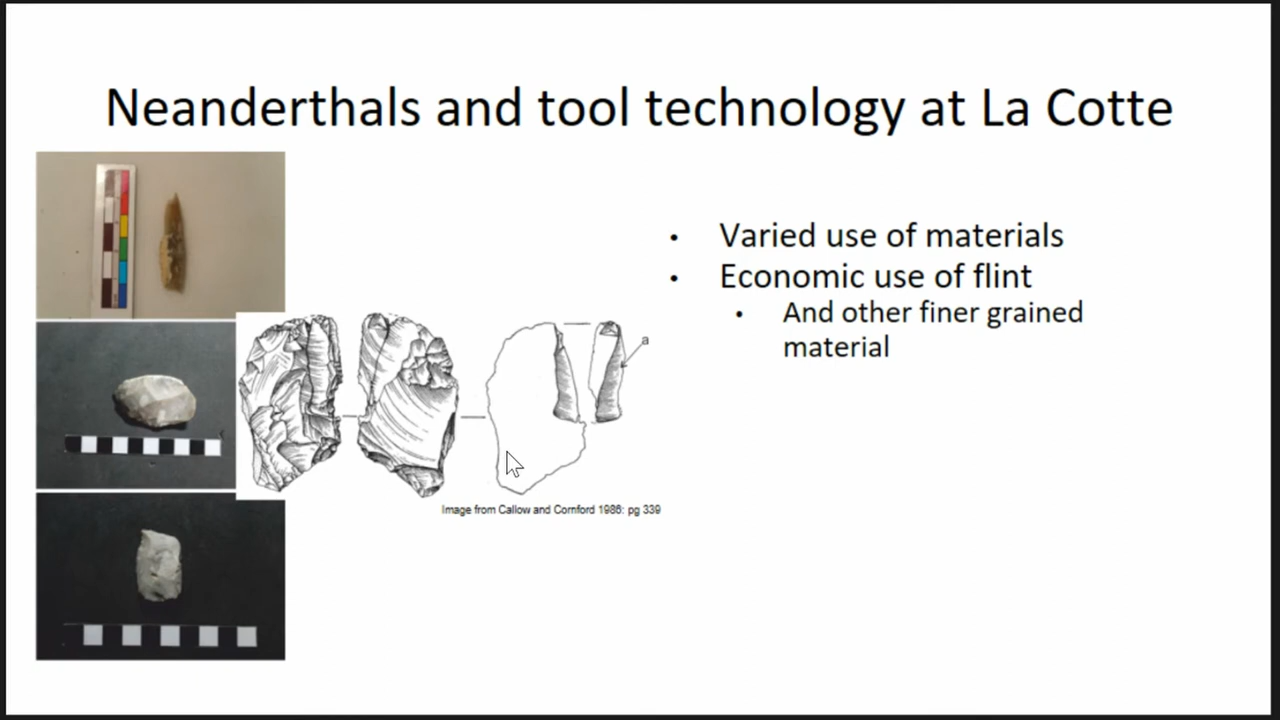 Neanderthals and tool technology at La Cotte
• Varied use of materials
• Economic use of flint
• And other finer grained
material
a
Image from Callow and Cornford 1986: pg 339